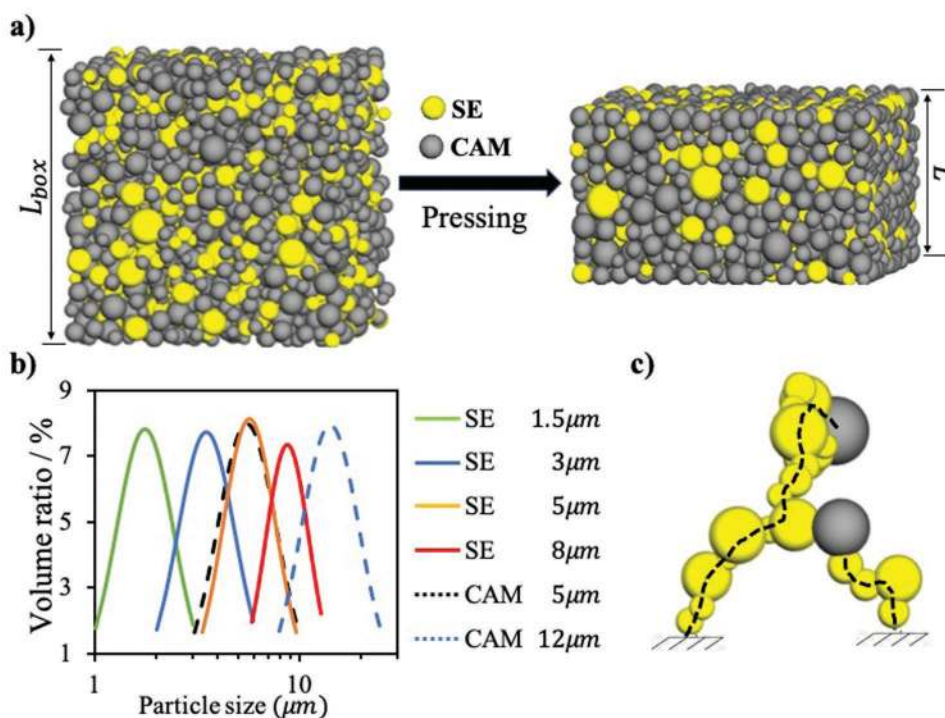 a)
L_box
SE
CAM
Pressing
L
b)
Volume ratio / %
9
7
5
3
1
1
10
Particle size (μm)
SE 1.5μm
SE 3μm
SE 5μm
SE 8μm
CAM 5μm
CAM 12μm
c)